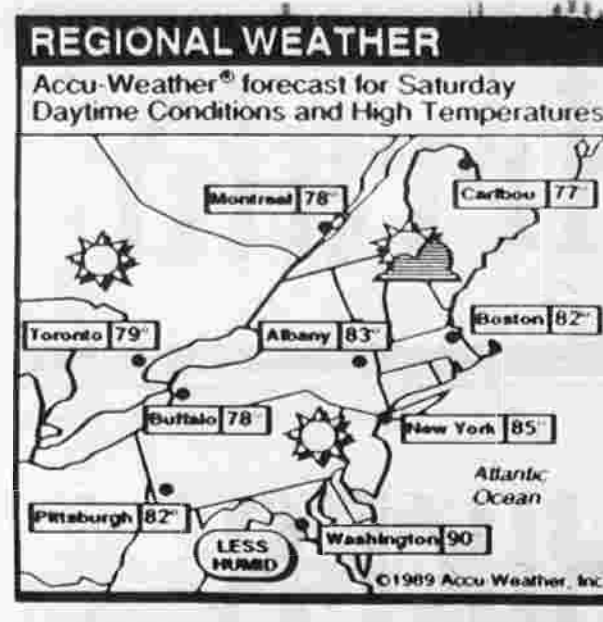 REGIONAL WEATHER
Accu-Weather® forecast for Saturday
Daytime Conditions and High Temperatures
Montreal 78°
Caribou 77°
Toronto 79°
Albany 83°
Boston 82°
Buffalo 78°
New York 85°
Atlantic
Ocean
Pittsburgh 82°
LESS
HUMID
Washington 90
©1989 Accu Weather, Inc